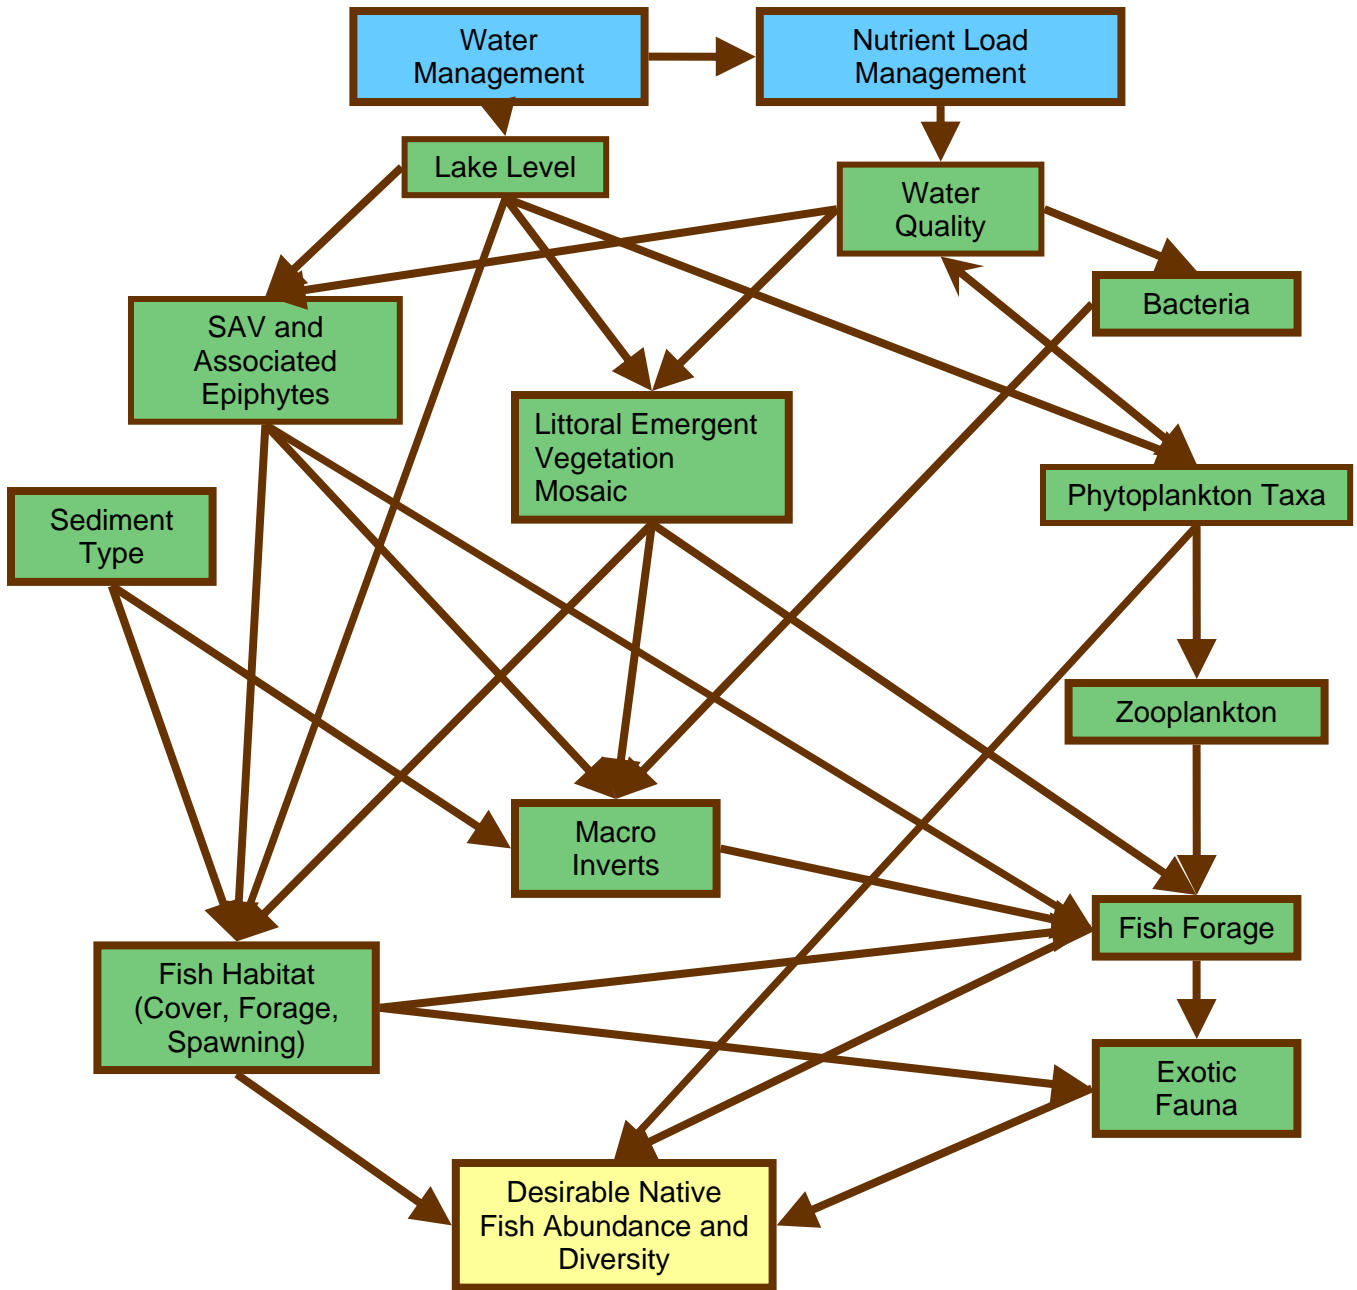 Water
Management
Nutrient Load
Management
Lake Level
Water
Quality
Bacteria
SAV and
Associated
Epiphytes
Littoral Emergent
Vegetation
Mosaic
Phytoplankton Taxa
Sediment
Type
Zooplankton
Macro
Inverts
Fish Forage
Fish Habitat
(Cover, Forage,
Spawning)
Exotic
Fauna
Desirable Native
Fish Abundance and
Diversity